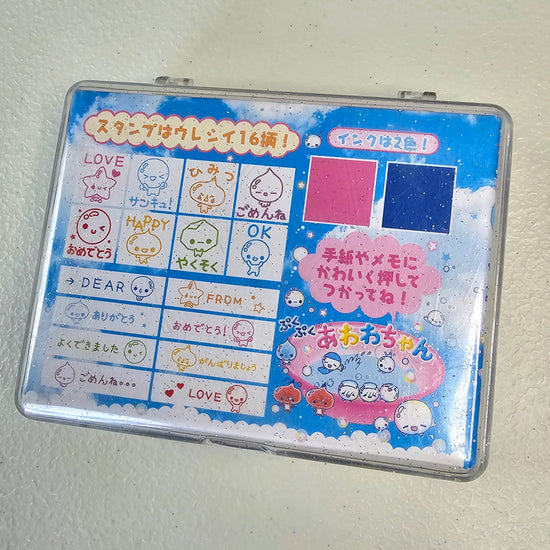 スタンプはウレシイ16柄!
インクは2色!
LOVE
サンキュ!
ひみつ
ごめんね
おめでとう
HAPPY
やくそく
OK
→ DEAR
FROM
ありがとう
おめでとう!
よくできました
がんばりましょう
ごめんね・・・
LOVE
手紙やメモに
かわいく押して
つかってね!
ぷくぷく
あわわちゃん